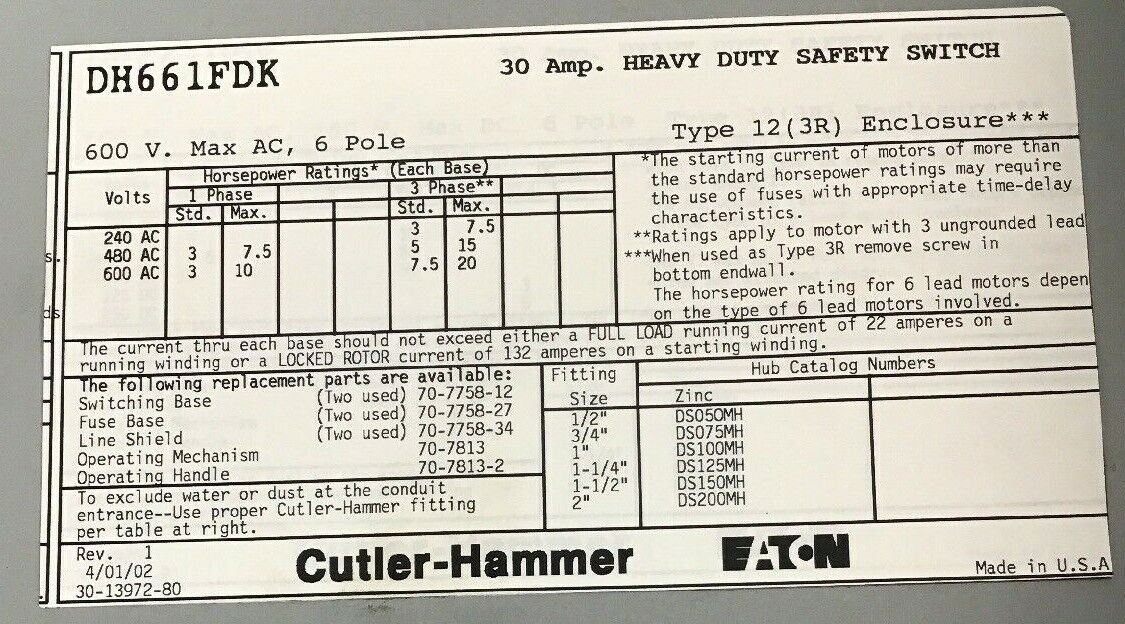 DH661FDK
30 Amp. HEAVY DUTY SAFETY SWITCH
600 V. Max AC, 6 Pole
Type 12(3R) Enclosure***
Horsepower Ratings* (Each Base)
Volts
1 Phase
3 Phase**
Std. Max. Std. Max.
240 AC 3 7.5
480 AC 3 7.5 5 15
600 AC 3 10 7.5 20
*The starting current of motors of more than
the standard horsepower ratings may require
the use of fuses with appropriate time-delay
characteristics.
**Ratings apply to motor with 3 ungrounded lead
***When used as Type 3R remove screw in
bottom endwall.
The horsepower rating for 6 lead motors depen
on the type of 6 lead motors involved.
s.
ds
The current thru each base should not exceed either a FULL LOAD running current of 22 amperes on a
running winding or a LOCKED ROTOR current of 132 amperes on a starting winding.
The following replacement parts are available:
Switching Base (Two used) 70-7758-12
Fuse Base (Two used) 70-7758-27
Line Shield (Two used) 70-7758-34
Operating Mechanism 70-7813
Operating Handle 70-7813-2
To exclude water or dust at the conduit
entrance--Use proper Cutler-Hammer fitting
per table at right.
Fitting
Size
Hub Catalog Numbers
Zinc
1/2" DS050MH
3/4" DS075MH
1" DS100MH
1-1/4" DS125MH
1-1/2" DS150MH
2" DS200MH
Rev. 1
4/01/02
30-13972-80
Cutler-Hammer
EATON
Made in U.S.A